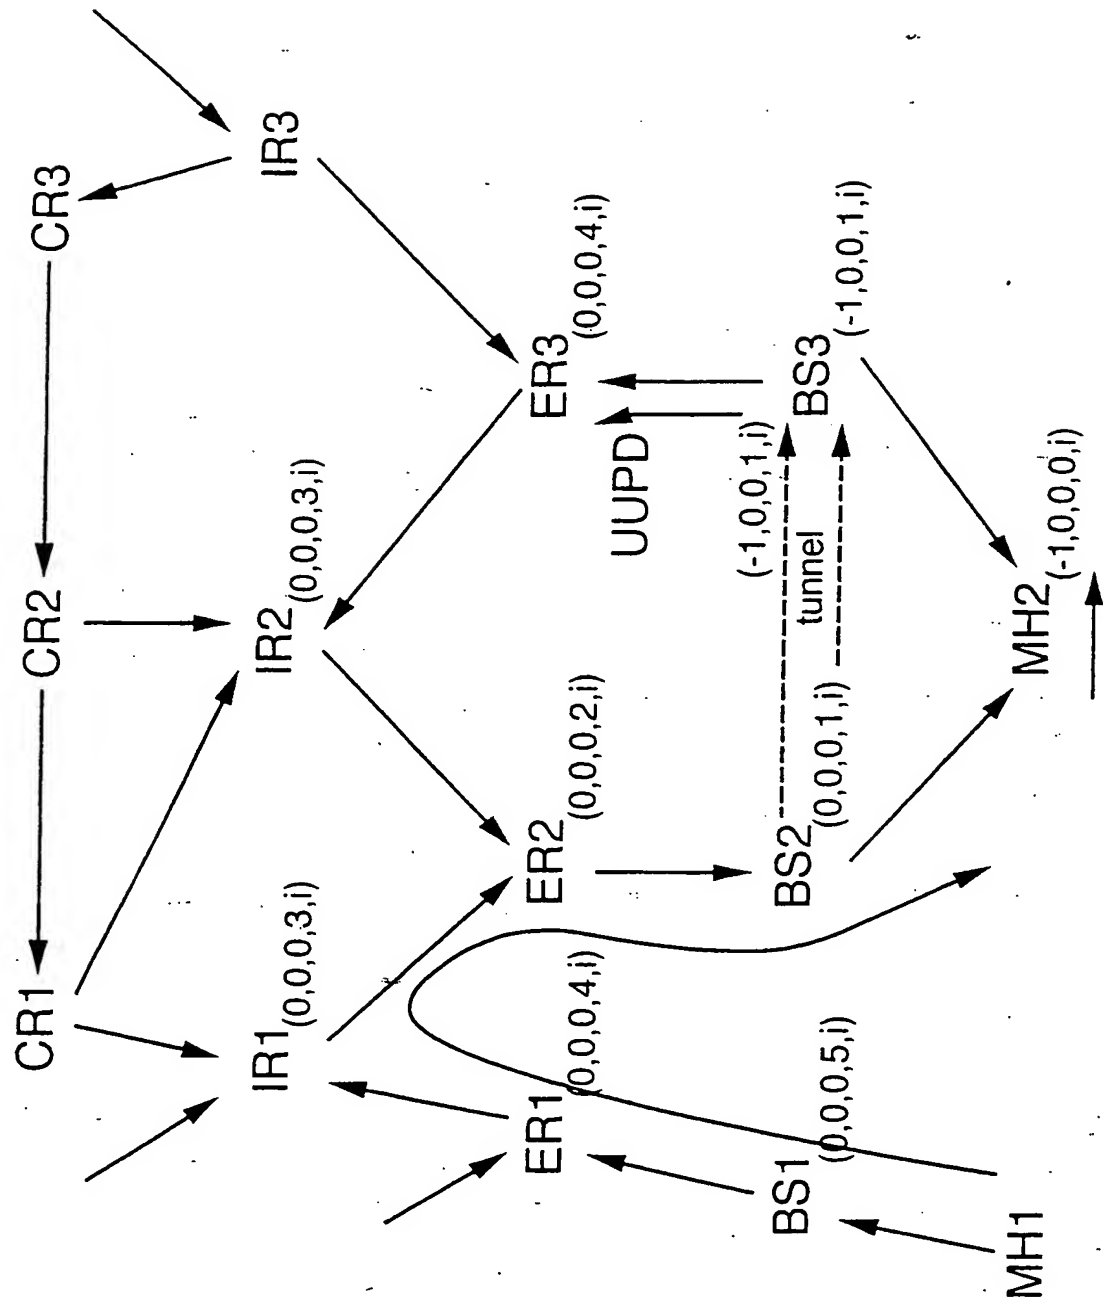 CR1
CR2
CR3
IR1(0,0,0,3,i)
IR2(0,0,0,3,i)
IR3
ER1(0,0,0,4,i)
ER2(0,0,0,2,i)
ER3(0,0,0,4,i)
UUPD
BS1(0,0,0,5,i)
BS2(0,0,0,1,i)
(-1,0,0,1,i)
tunnel
BS3(-1,0,0,1,i)
MH1
MH2(-1,0,0,0,i)